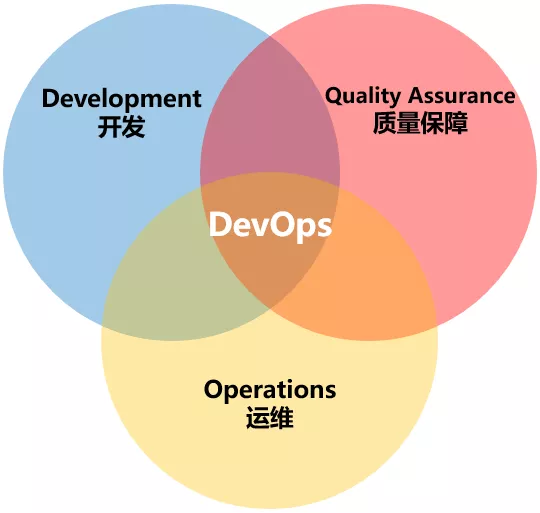 Development
开发
Quality Assurance
质量保障
DevOps
Operations
运维